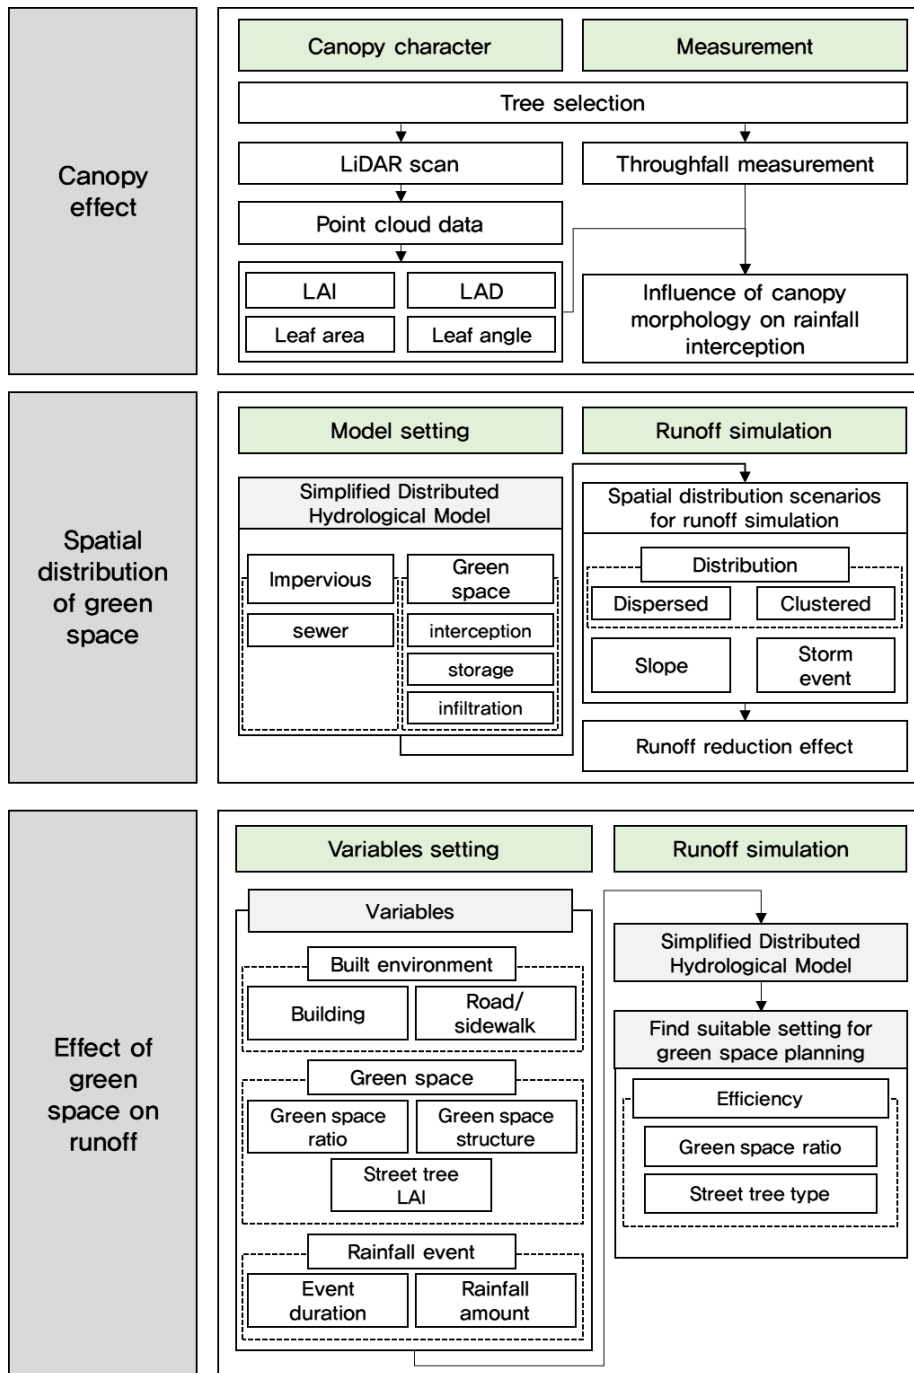 Canopy
effect
Canopy character
Measurement
Tree selection
LiDAR scan
Throughfall measurement
Point cloud data
LAI
LAD
Leaf area
Leaf angle
Influence of canopy
morphology on rainfall
interception
Spatial
distribution
of green
space
Model setting
Runoff simulation
Simplified Distributed
Hydrological Model
Impervious
sewer
Green
space
interception
storage
infiltration
Spatial distribution scenarios
for runoff simulation
Distribution
Dispersed
Clustered
Slope
Storm
event
Runoff reduction effect
Effect of
green
space on
runoff
Variables setting
Runoff simulation
Variables
Built environment
Building
Road/
sidewalk
Green space
Green space
ratio
Green space
structure
Street tree
LAI
Rainfall event
Event
duration
Rainfall
amount
Simplified Distributed
Hydrological Model
Find suitable setting for
green space planning
Efficiency
Green space ratio
Street tree type